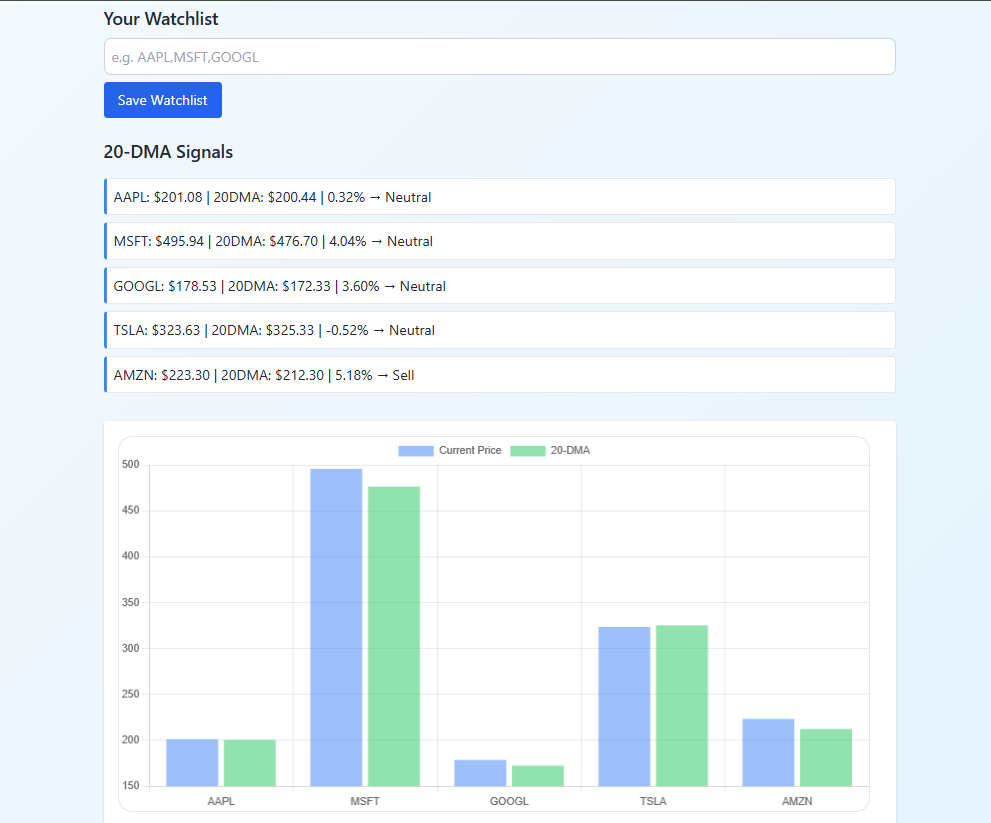 Your Watchlist
e.g. AAPL,MSFT,GOOGL
Save Watchlist
20-DMA Signals
AAPL: $201.08 | 20DMA: $200.44 | 0.32% → Neutral
MSFT: $495.94 | 20DMA: $476.70 | 4.04% → Neutral
GOOGL: $178.53 | 20DMA: $172.33 | 3.60% → Neutral
TSLA: $323.63 | 20DMA: $325.33 | -0.52% → Neutral
AMZN: $223.30 | 20DMA: $212.30 | 5.18% → Sell
Current Price 20-DMA
500
450
400
350
300
250
200
150
AAPL MSFT GOOGL TSLA AMZN